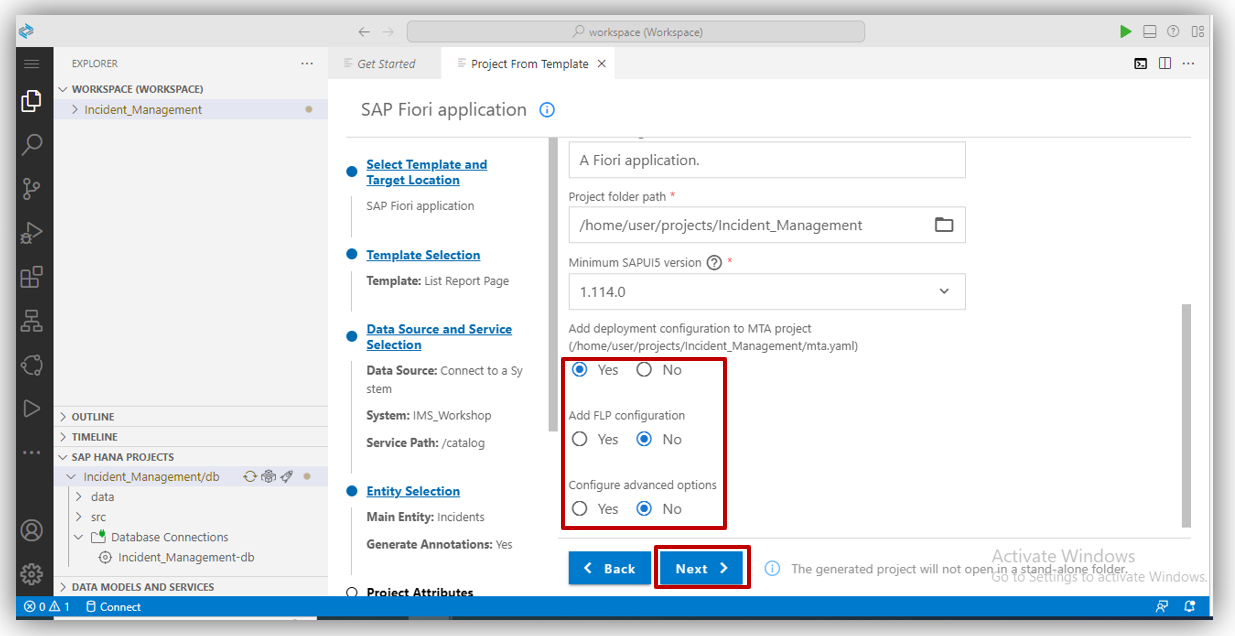 workspace (Workspace)
EXPLORER
WORKSPACE (WORKSPACE)
Incident_Management
OUTLINE
TIMELINE
SAP HANA PROJECTS
Incident_Management/db
data
src
Database Connections
Incident_Management-db
DATA MODELS AND SERVICES
Get Started
Project From Template
SAP Fiori application
Select Template and
Target Location
SAP Fiori application
Template Selection
Template: List Report Page
Data Source and Service
Selection
Data Source: Connect to a Sy
stem
System: IMS_Workshop
Service Path: /catalog
Entity Selection
Main Entity: Incidents
Generate Annotations: Yes
Project Attributes
A Fiori application.
Project folder path *
/home/user/projects/Incident_Management
Minimum SAPUI5 version *
1.114.0
Add deployment configuration to MTA project
(/home/user/projects/Incident_Management/mta.yaml)
Yes No
Add FLP configuration
Yes No
Configure advanced options
Yes No
Back Next
The generated project will not open in a stand-alone folder.
Activate Windows
Go to Settings to activate Windows.
0 1 Connect